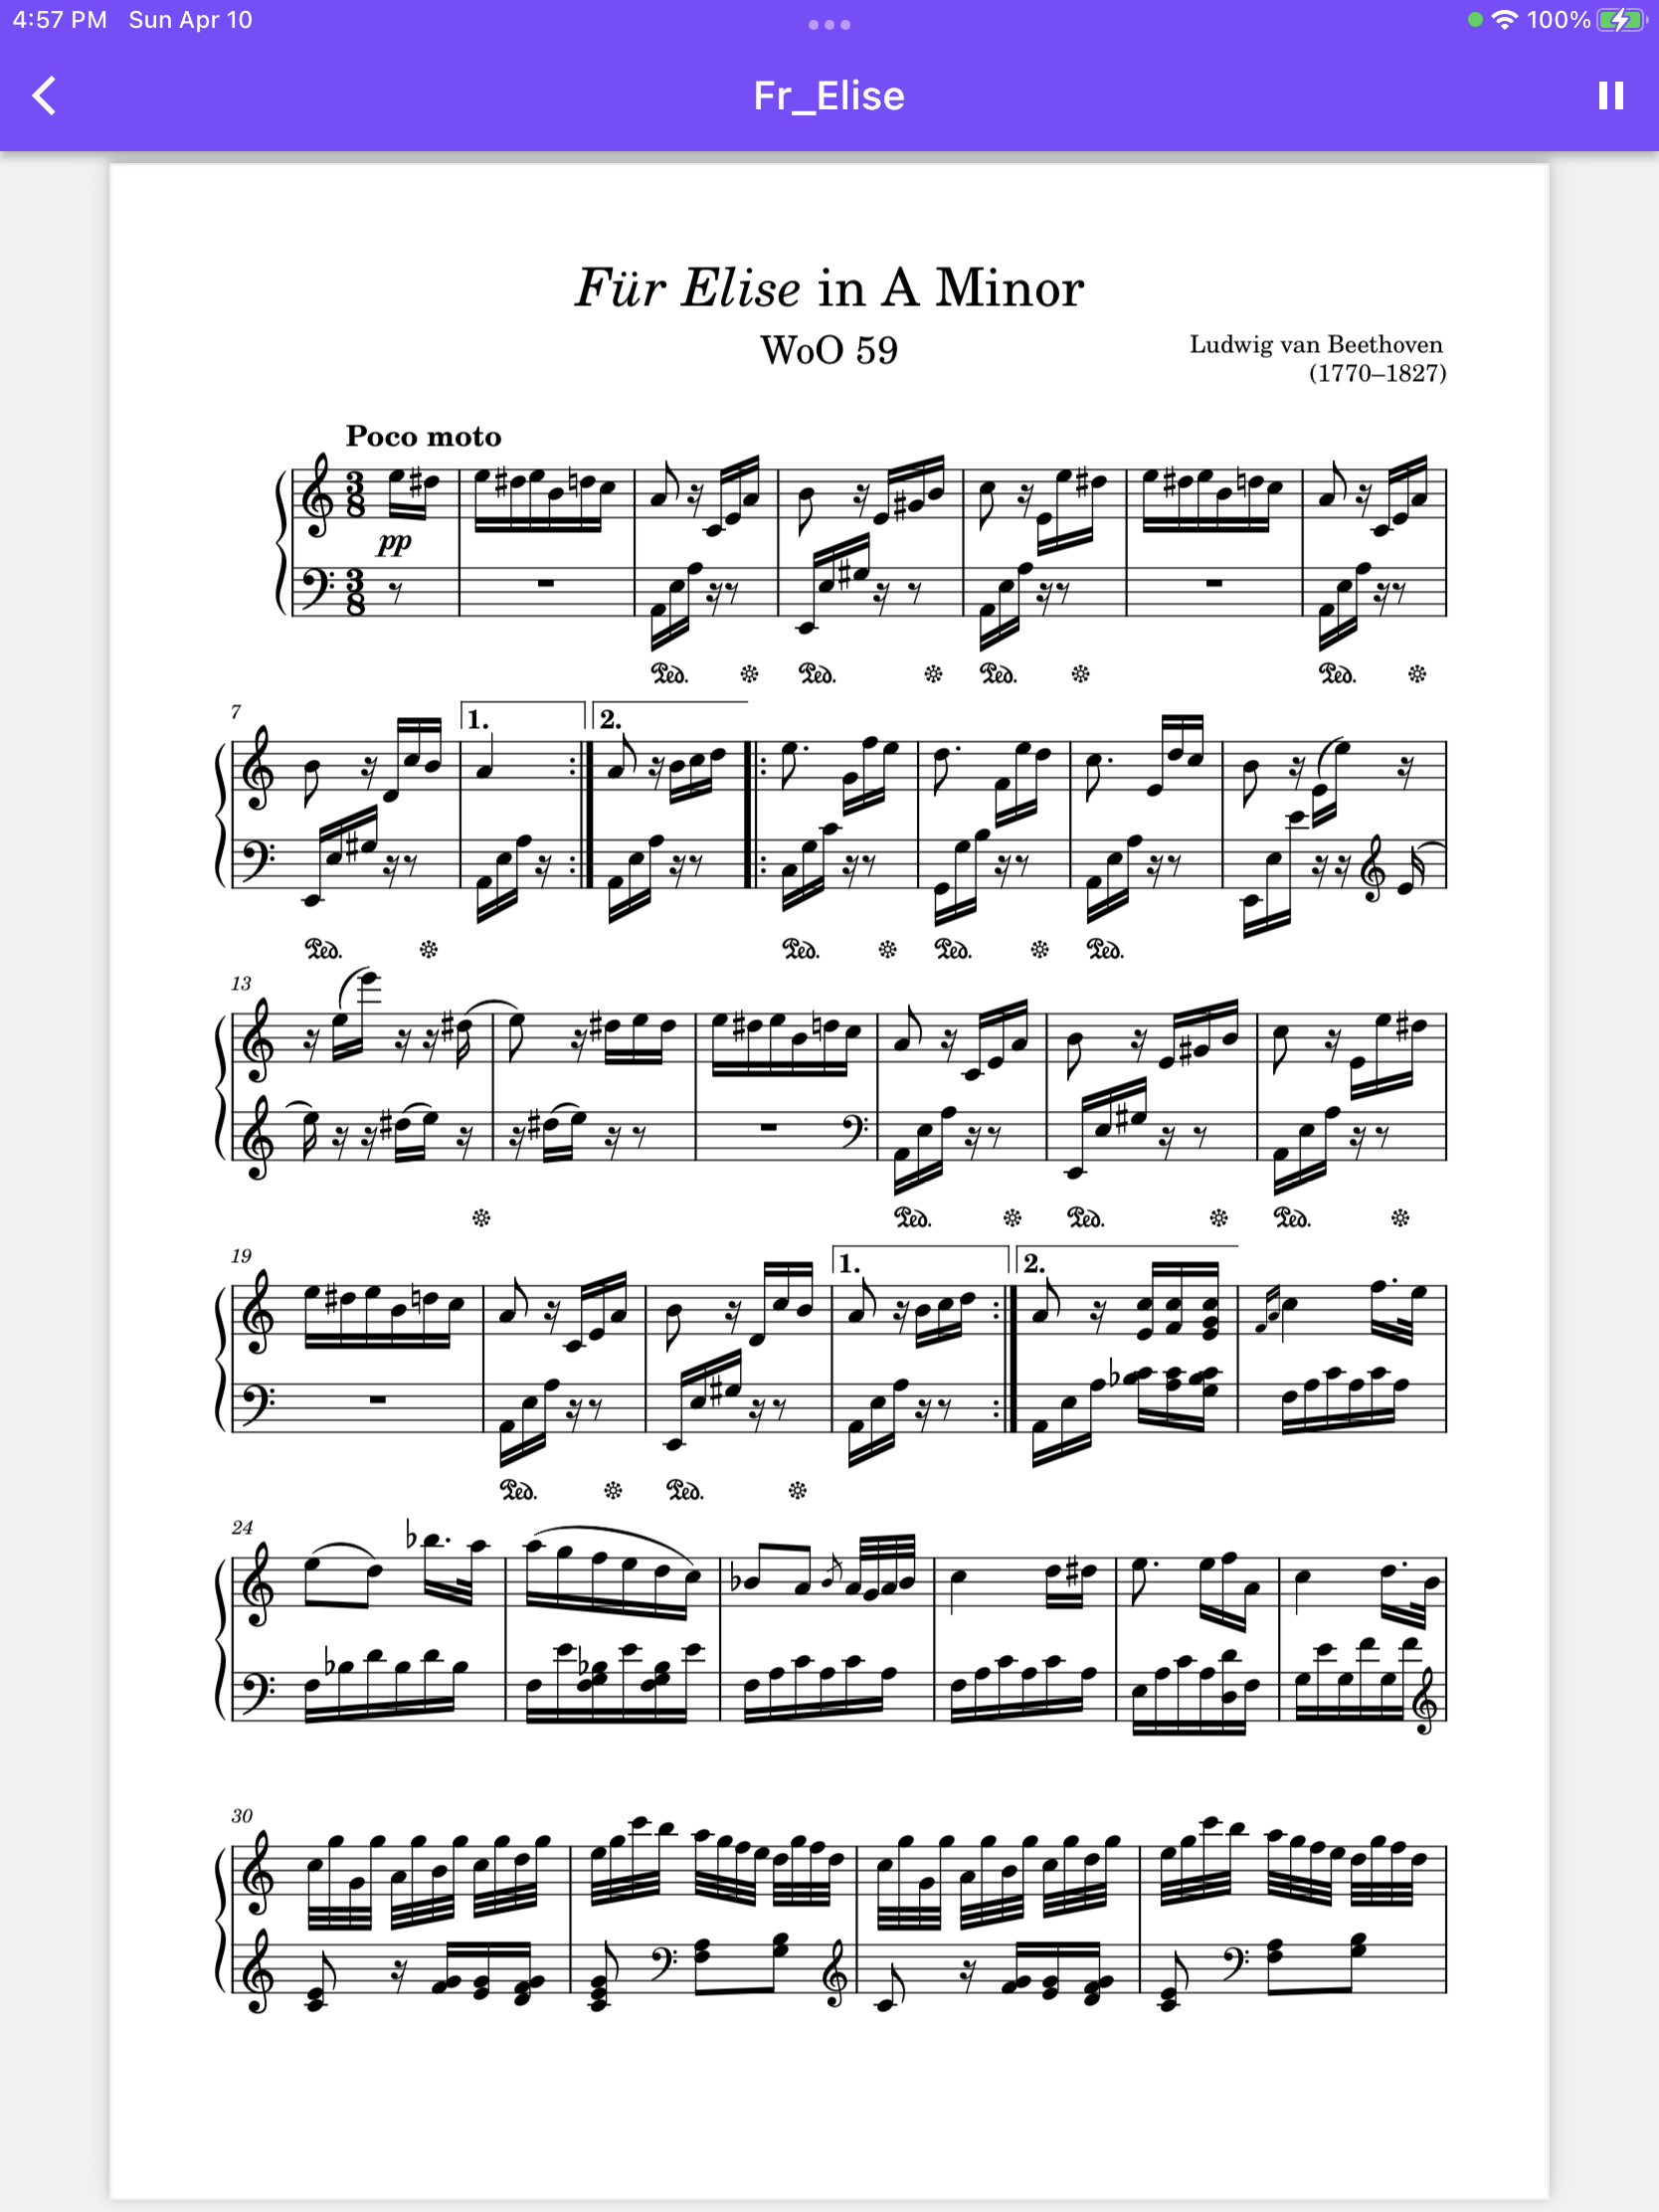 4:57 PM Sun Apr 10 100%
Fr_Elise
Für Elise in A Minor
WoO 59
Ludwig van Beethoven
(1770–1827)
Poco moto
3 8
pp
3 8
Ped. Ped. Ped. Ped.
7 1. 2.
Ped. Ped. Ped. Ped.
13
Ped. Ped. Ped.
19 1. 2.
Ped. Ped.
24
30